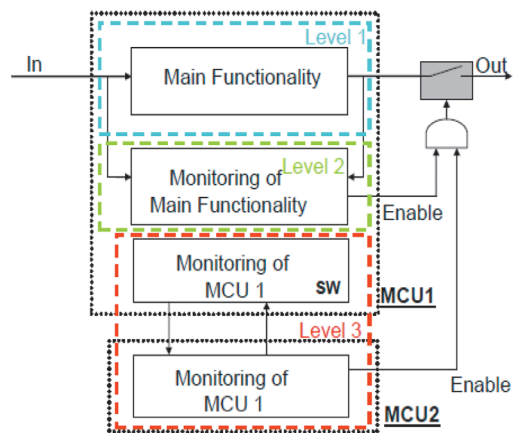 Level 1
In
Main Functionality
Out
Level 2
Monitoring of
Main Functionality
Enable
Monitoring of
MCU 1
SW
MCU1
Level 3
Monitoring of
MCU 1
Enable
MCU2